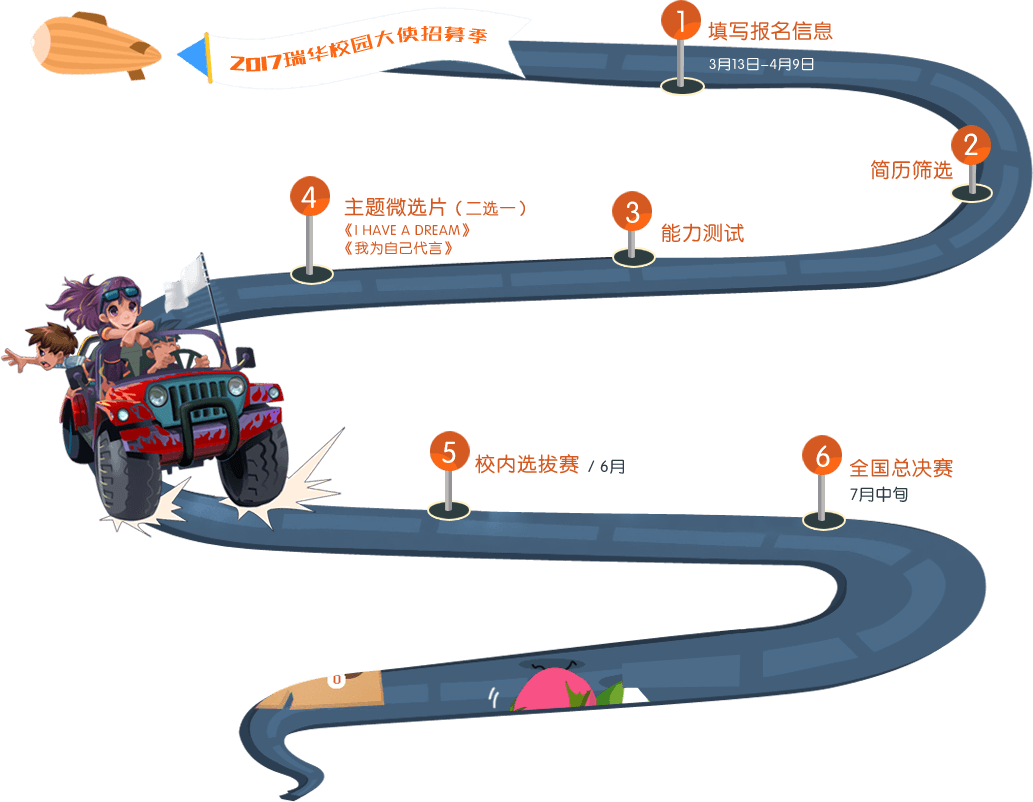 2017瑞华校园大使招募季
1
填写报名信息
3月13日-4月9日
2
简历筛选
3
能力测试
4
主题微选片（二选一）
《I HAVE A DREAM》
《我为自己代言》
5
校内选拔赛 / 6月
6
全国总决赛
7月中旬
0